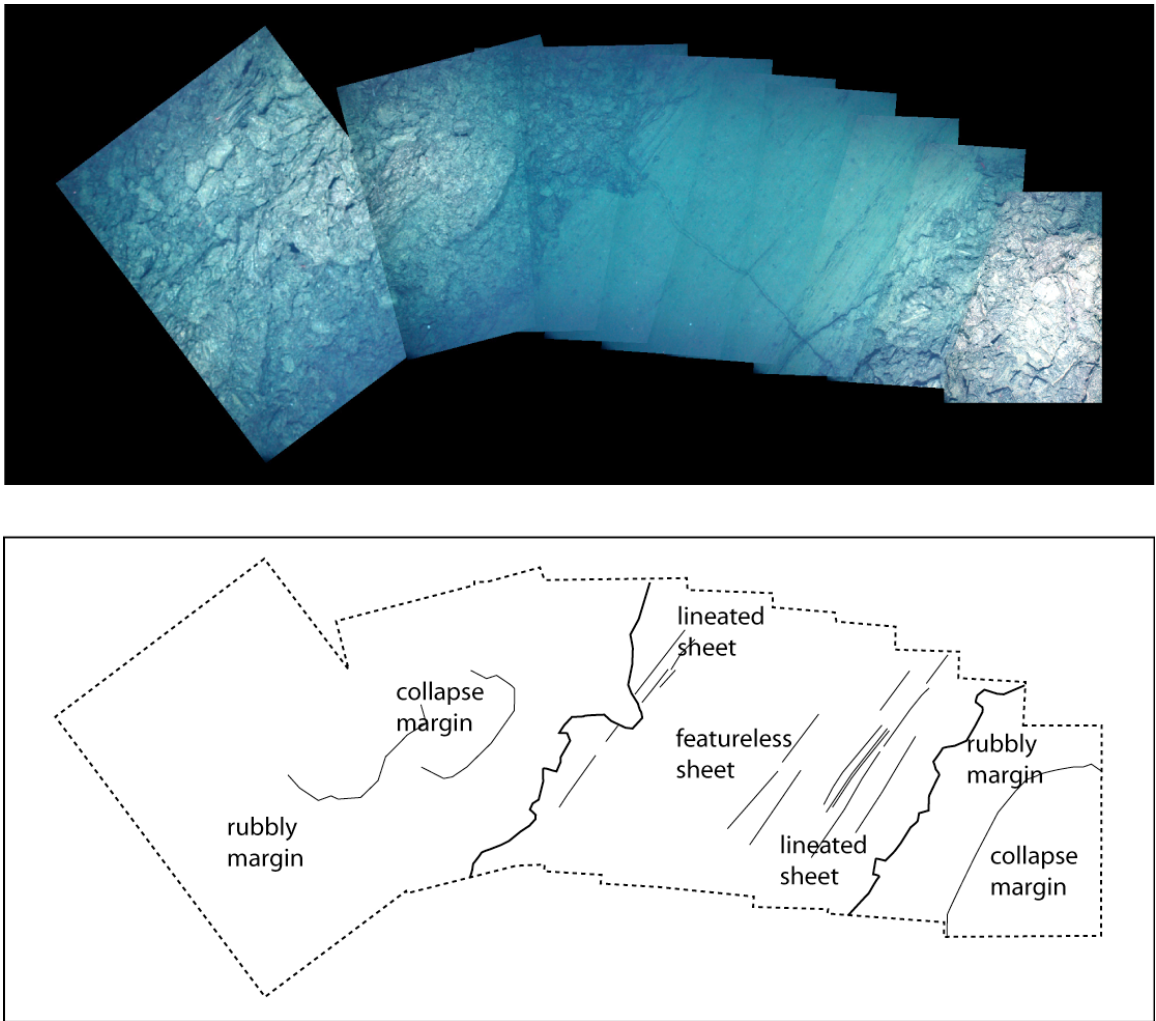 lineated
sheet
collapse
margin
featureless
sheet
rubbly
margin
rubbly
margin
lineated
sheet
collapse
margin